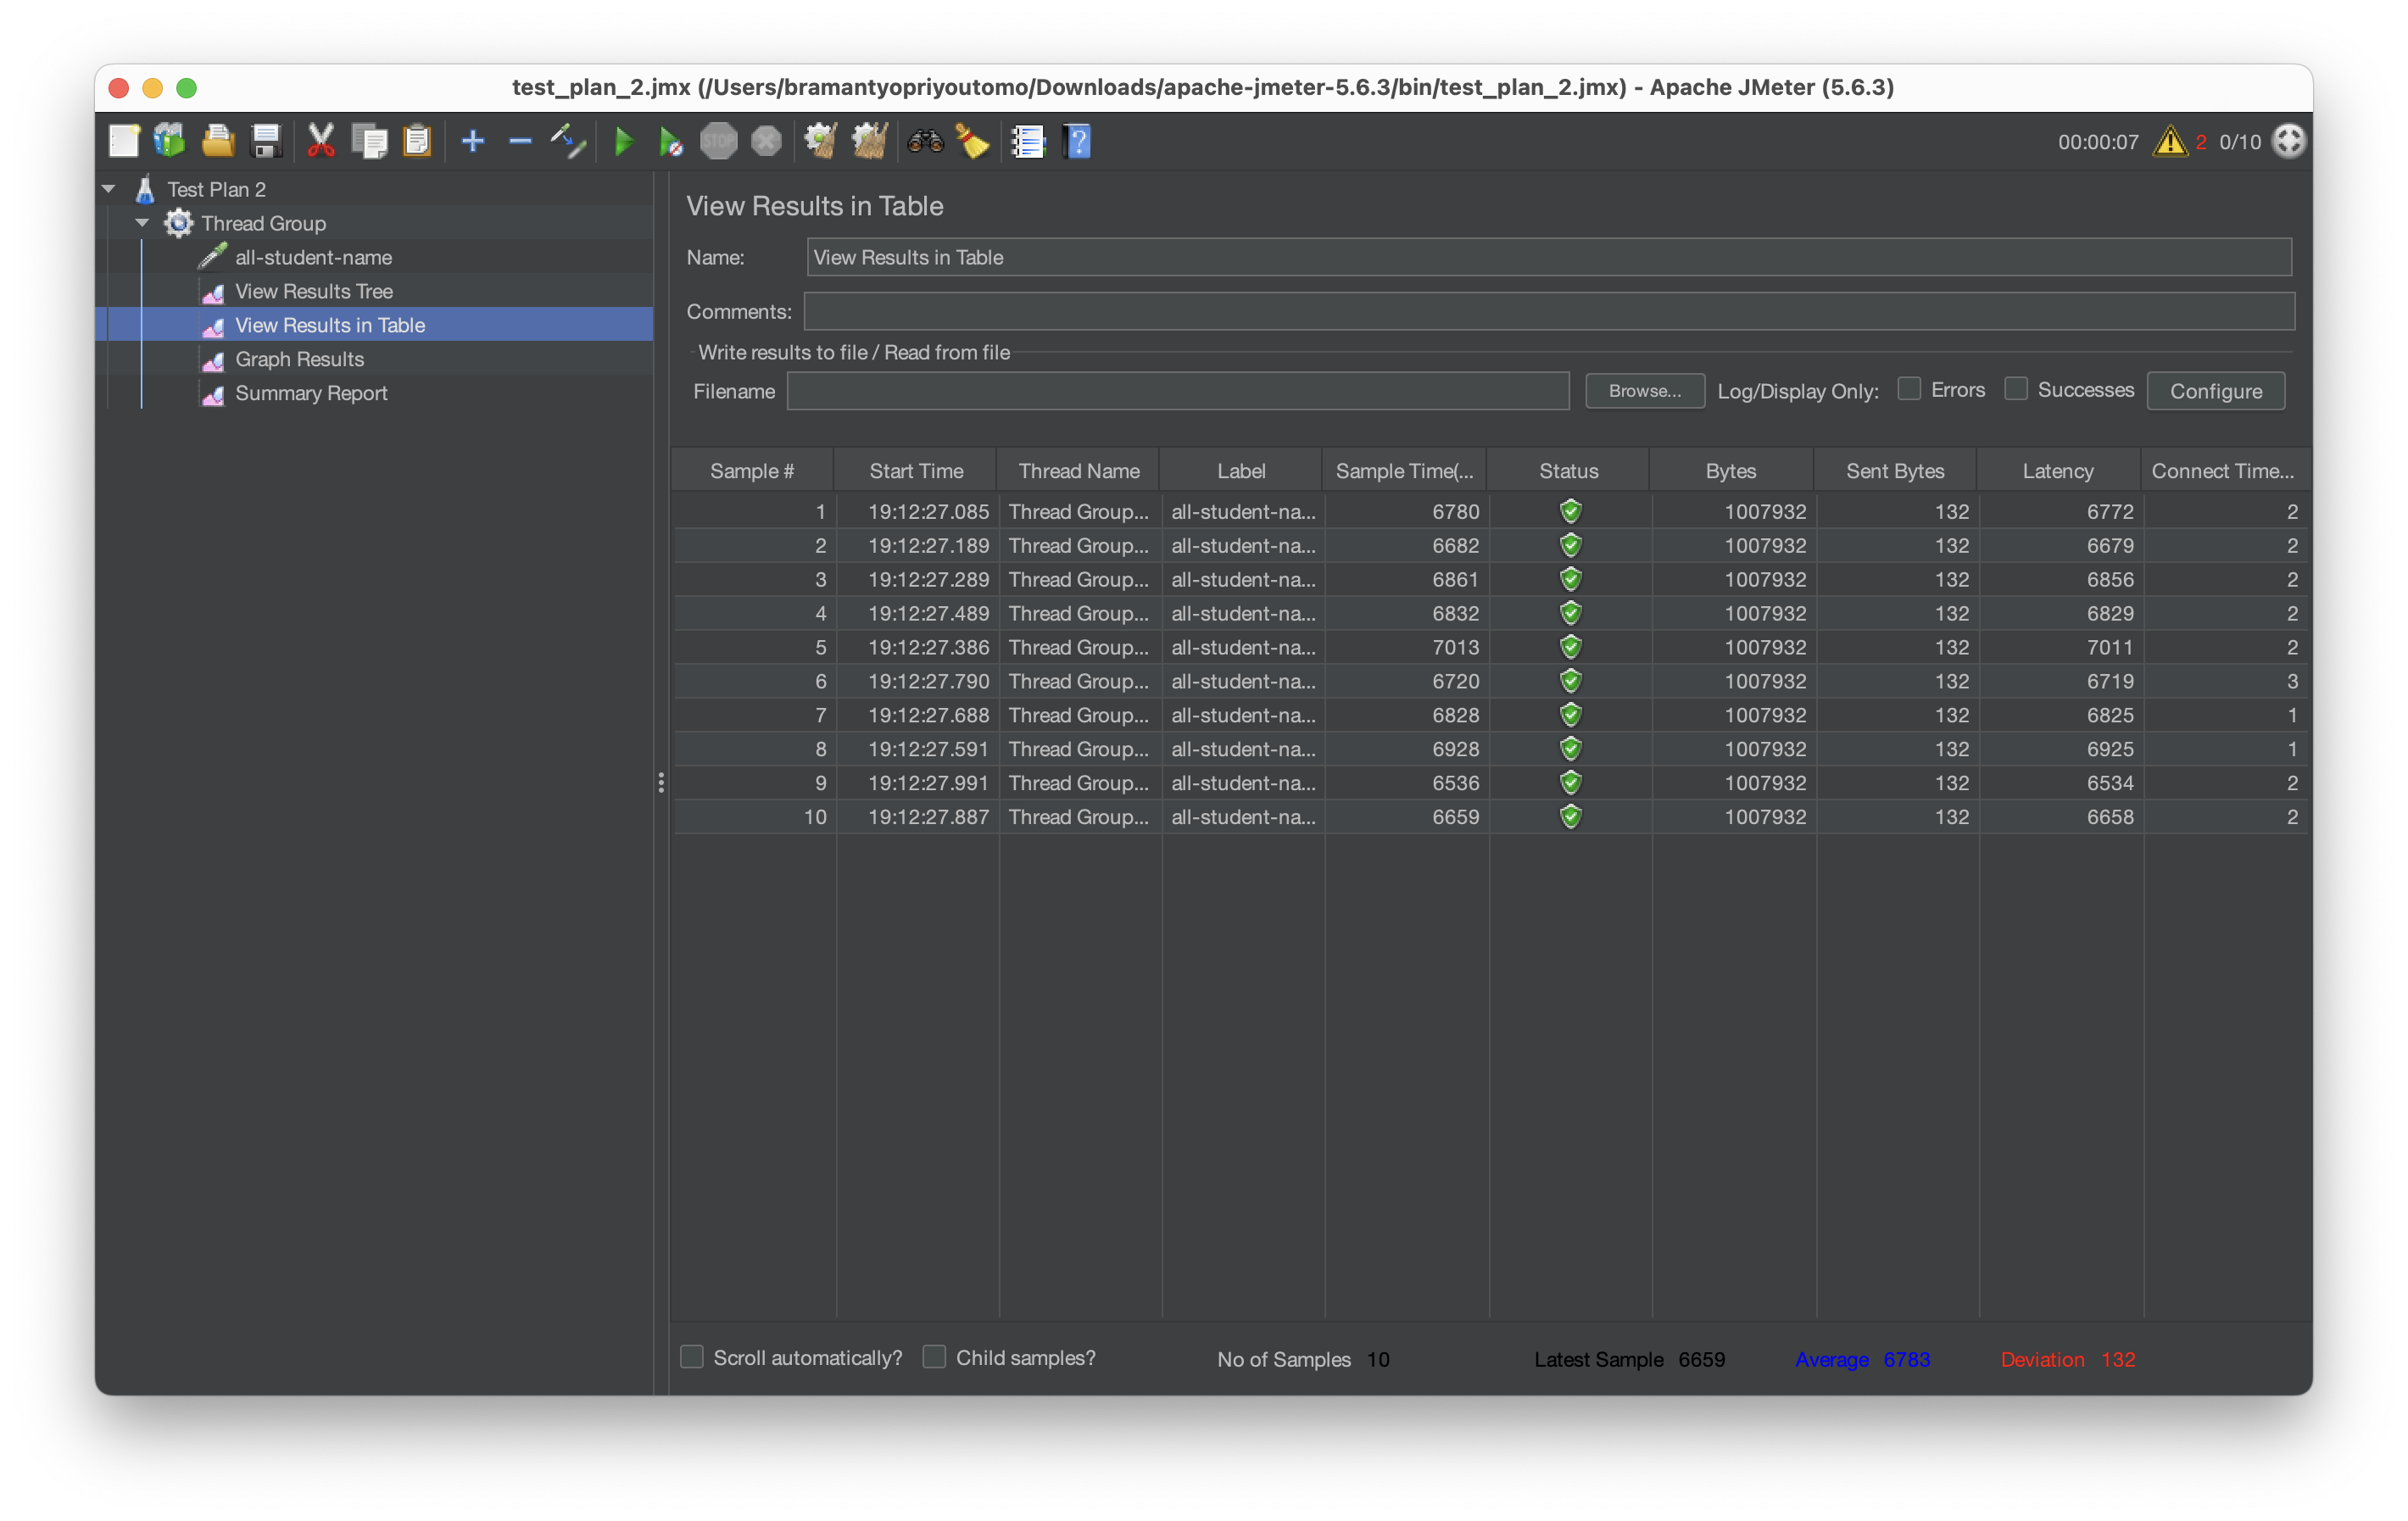 test_plan_2.jmx (/Users/bramantyopriyoutomo/Downloads/apache-jmeter-5.6.3/bin/test_plan_2.jmx) - Apache JMeter (5.6.3)
STOP
00:00:07 2 0/10
Test Plan 2
Thread Group
all-student-name
View Results Tree
View Results in Table
Graph Results
Summary Report
View Results in Table
Name: View Results in Table
Comments:
Write results to file / Read from file
Filename Browse... Log/Display Only: Errors Successes Configure
Sample # Start Time Thread Name Label Sample Time(... Status Bytes Sent Bytes Latency Connect Time...
1 19:12:27.085 Thread Group... all-student-na... 6780 1007932 132 6772 2
2 19:12:27.189 Thread Group... all-student-na... 6682 1007932 132 6679 2
3 19:12:27.289 Thread Group... all-student-na... 6861 1007932 132 6856 2
4 19:12:27.489 Thread Group... all-student-na... 6832 1007932 132 6829 2
5 19:12:27.386 Thread Group... all-student-na... 7013 1007932 132 7011 2
6 19:12:27.790 Thread Group... all-student-na... 6720 1007932 132 6719 3
7 19:12:27.688 Thread Group... all-student-na... 6828 1007932 132 6825 1
8 19:12:27.591 Thread Group... all-student-na... 6928 1007932 132 6925 1
9 19:12:27.991 Thread Group... all-student-na... 6536 1007932 132 6534 2
10 19:12:27.887 Thread Group... all-student-na... 6659 1007932 132 6658 2
Scroll automatically? Child samples? No of Samples 10 Latest Sample 6659 Average 6783 Deviation 132